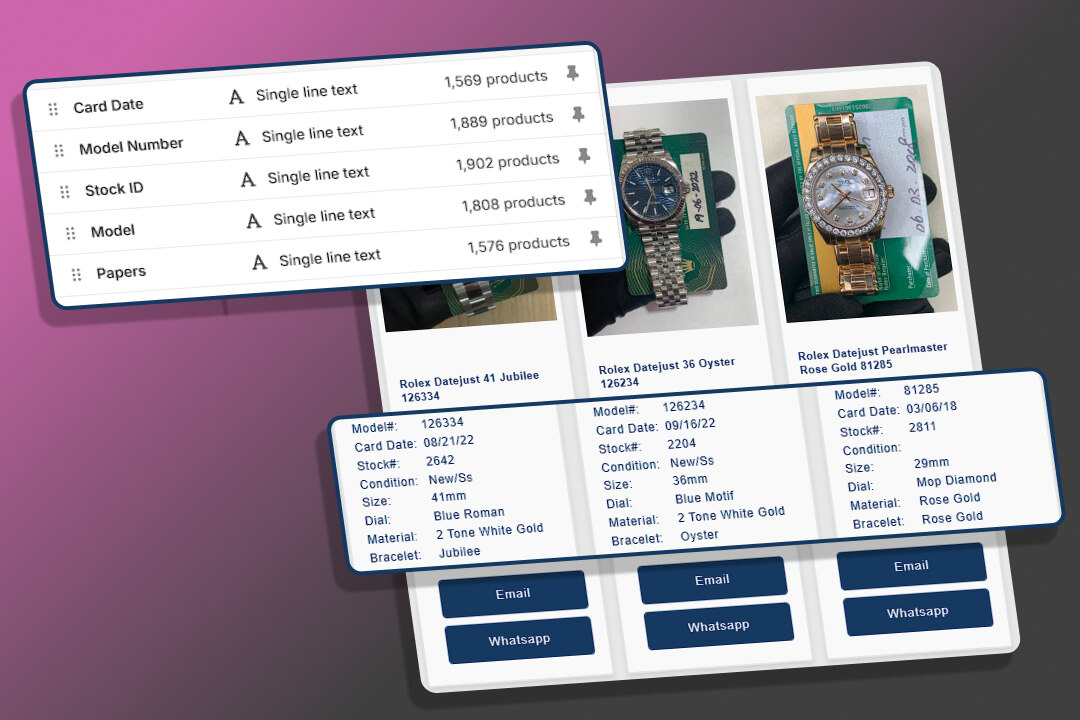 Card Date Single line text 1,569 products
Model Number Single line text 1,889 products
Stock ID Single line text 1,902 products
Model Single line text 1,808 products
Papers Single line text 1,576 products
06.03.2018
Rolex Datejust 41 Jubilee
126334
Rolex Datejust 36 Oyster
126234
Rolex Datejust Pearlmaster
Rose Gold 81285
Model#: 126334
Card Date: 08/21/22
Stock#: 2642
Condition: New/Ss
Size: 41mm
Dial: Blue Roman
Material: 2 Tone White Gold
Bracelet: Jubilee
Model#: 126234
Card Date: 09/16/22
Stock#: 2204
Condition: New/Ss
Size: 36mm
Dial: Blue Motif
Material: 2 Tone White Gold
Bracelet: Oyster
Model#: 81285
Card Date: 03/06/18
Stock#: 2811
Condition:
Size: 29mm
Dial: Mop Diamond
Material: Rose Gold
Bracelet: Rose Gold
Email
Whatsapp
Email
Whatsapp
Email
Whatsapp